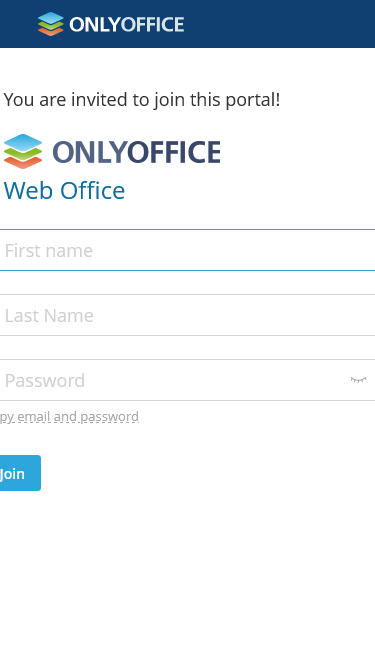 ONLYOFFICE
You are invited to join this portal!
ONLYOFFICE
Web Office
First name
Last Name
Password
py email and password
Join